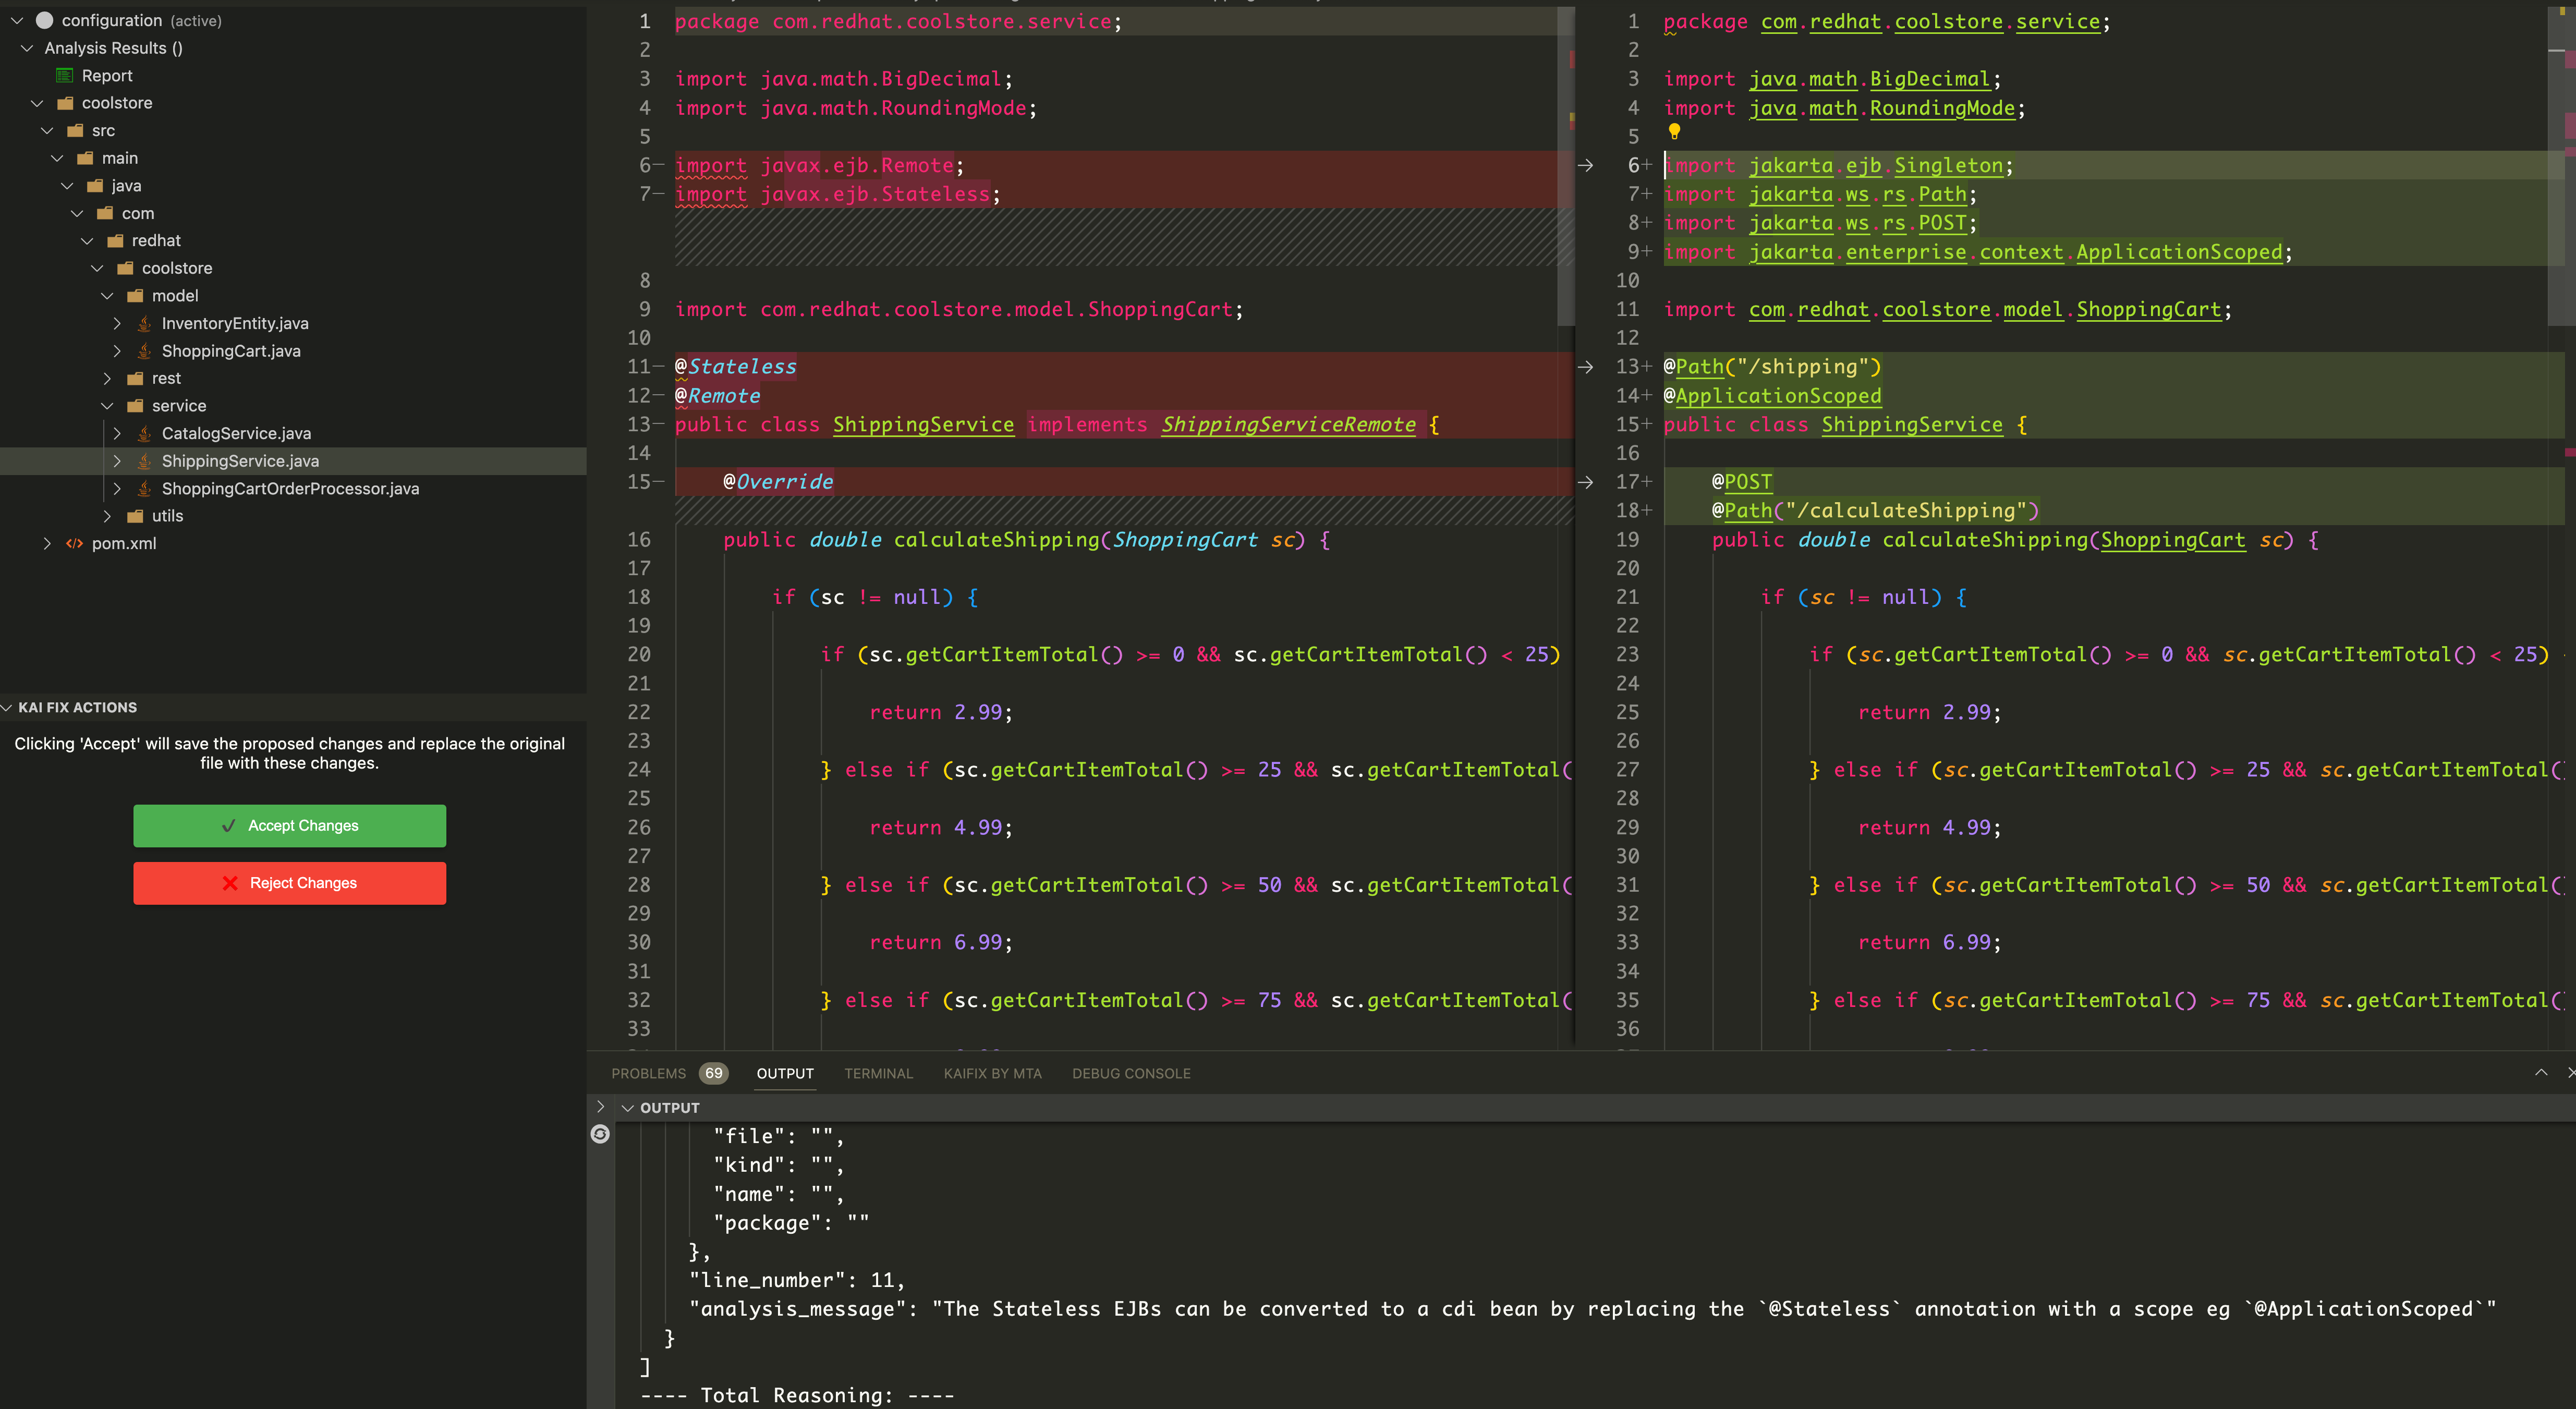 configuration (active)
Analysis Results ()
Report
coolstore
src
main
java
com
redhat
coolstore
model
InventoryEntity.java
ShoppingCart.java
rest
service
CatalogService.java
ShippingService.java
ShoppingCartOrderProcessor.java
utils
pom.xml
KAI FIX ACTIONS
Clicking 'Accept' will save the proposed changes and replace the original
file with these changes.
Accept Changes
Reject Changes
1 package com.redhat.coolstore.service;
2
3 import java.math.BigDecimal;
4 import java.math.RoundingMode;
5
6− import javax.ejb.Remote;
7− import javax.ejb.Stateless;
8
9 import com.redhat.coolstore.model.ShoppingCart;
10
11− @Stateless
12− @Remote
13− public class ShippingService implements ShippingServiceRemote {
14
15− @Override
16 public double calculateShipping(ShoppingCart sc) {
17
18 if (sc != null) {
19
20 if (sc.getCartItemTotal() >= 0 && sc.getCartItemTotal() < 25)
21
22 return 2.99;
23
24 } else if (sc.getCartItemTotal() >= 25 && sc.getCartItemTotal(
25
26 return 4.99;
27
28 } else if (sc.getCartItemTotal() >= 50 && sc.getCartItemTotal(
29
30 return 6.99;
31
32 } else if (sc.getCartItemTotal() >= 75 && sc.getCartItemTotal(
33
1 package com.redhat.coolstore.service;
2
3 import java.math.BigDecimal;
4 import java.math.RoundingMode;
5
6+ import jakarta.ejb.Singleton;
7+ import jakarta.ws.rs.Path;
8+ import jakarta.ws.rs.POST;
9+ import jakarta.enterprise.context.ApplicationScoped;
10
11 import com.redhat.coolstore.model.ShoppingCart;
12
13+ @Path("/shipping")
14+ @ApplicationScoped
15+ public class ShippingService {
16
17+ @POST
18+ @Path("/calculateShipping")
19 public double calculateShipping(ShoppingCart sc) {
20
21 if (sc != null) {
22
23 if (sc.getCartItemTotal() >= 0 && sc.getCartItemTotal() < 25)
24
25 return 2.99;
26
27 } else if (sc.getCartItemTotal() >= 25 && sc.getCartItemTotal()
28
29 return 4.99;
30
31 } else if (sc.getCartItemTotal() >= 50 && sc.getCartItemTotal()
32
33 return 6.99;
34
35 } else if (sc.getCartItemTotal() >= 75 && sc.getCartItemTotal()
36
PROBLEMS 69 OUTPUT TERMINAL KAIFIX BY MTA DEBUG CONSOLE
OUTPUT
"file": "",
"kind": "",
"name": "",
"package": ""
},
"line_number": 11,
"analysis_message": "The Stateless EJBs can be converted to a cdi bean by replacing the `@Stateless` annotation with a scope eg `@ApplicationScoped`"
}
]
---- Total Reasoning: ----